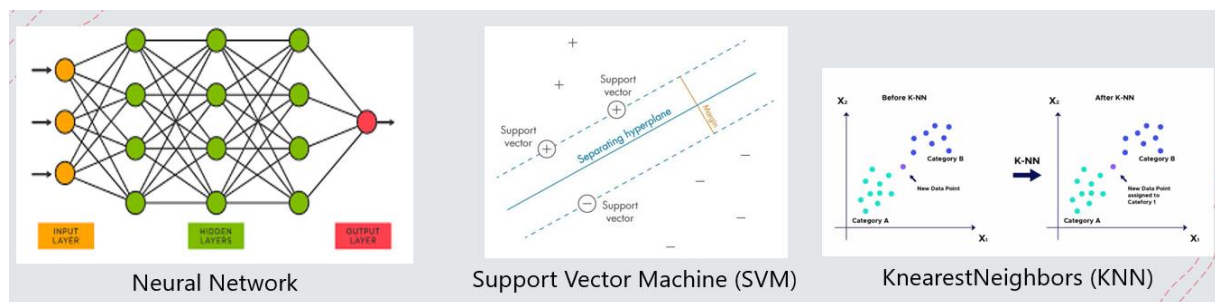 INPUT
LAYER
HIDDEN
LAYERS
OUTPUT
LAYER
Neural Network
Support
vector
Support
vector
Separating hyperplane
Margin
Support
vector
Support Vector Machine (SVM)
Before K-NN
X₂
Category B
New Data Point
Category A
X₁
K-NN
After K-NN
X₂
Category B
New Data Point
assigned to
Catefory 1
Category A
KnearestNeighbors (KNN)